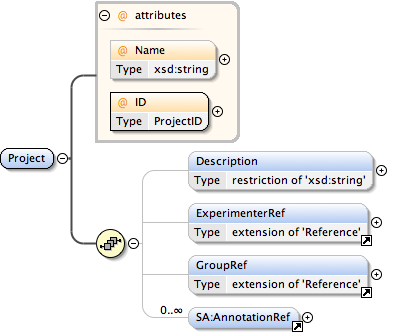 @ attributes
@ Name
Type xsd:string
@ ID
Type ProjectID
Project
Description
Type restriction of 'xsd:string'
ExperimenterRef
Type extension of 'Reference'
GroupRef
Type extension of 'Reference'
0..∞
SA:AnnotationRef